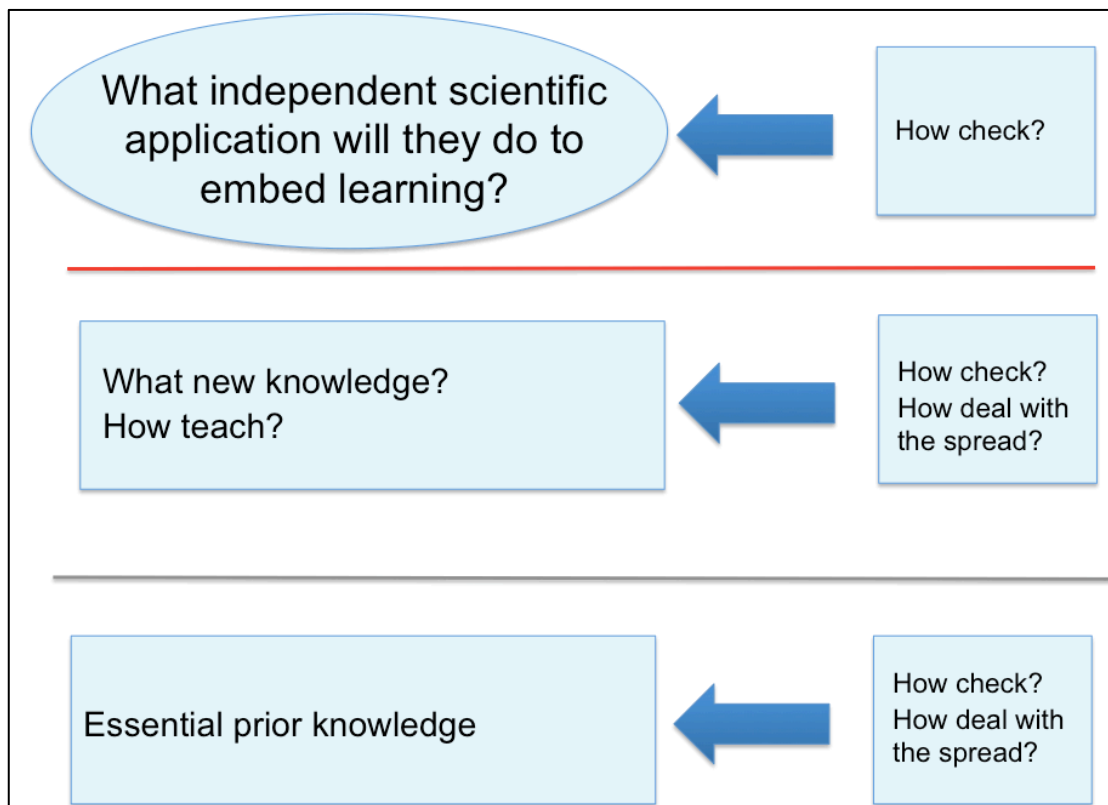 What independent scientific
application will they do to
embed learning?
How check?
What new knowledge?
How teach?
How check?
How deal with
the spread?
Essential prior knowledge
How check?
How deal with
the spread?